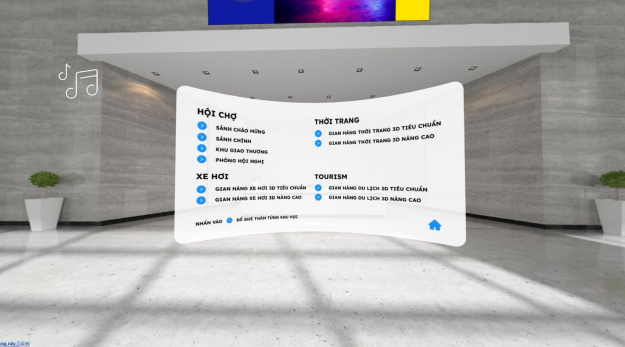 HỘI CHỢ
SẢNH CHÀO MỪNG
SẢNH CHÍNH
KHU GIAO THƯƠNG
PHÒNG HỘI NGHỊ
THỜI TRANG
GIAN HÀNG THỜI TRANG 3D TIÊU CHUẨN
GIAN HÀNG THỜI TRANG 3D NÂNG CAO
XE HƠI
GIAN HÀNG XE HƠI 3D TIÊU CHUẨN
GIAN HÀNG XE HƠI 3D NÂNG CAO
TOURISM
GIAN HÀNG DU LỊCH 3D TIÊU CHUẨN
GIAN HÀNG DU LỊCH 3D NÂNG CAO
NHẤN VÀO ĐỂ GHÉ THĂM TỪNG KHU VỰC